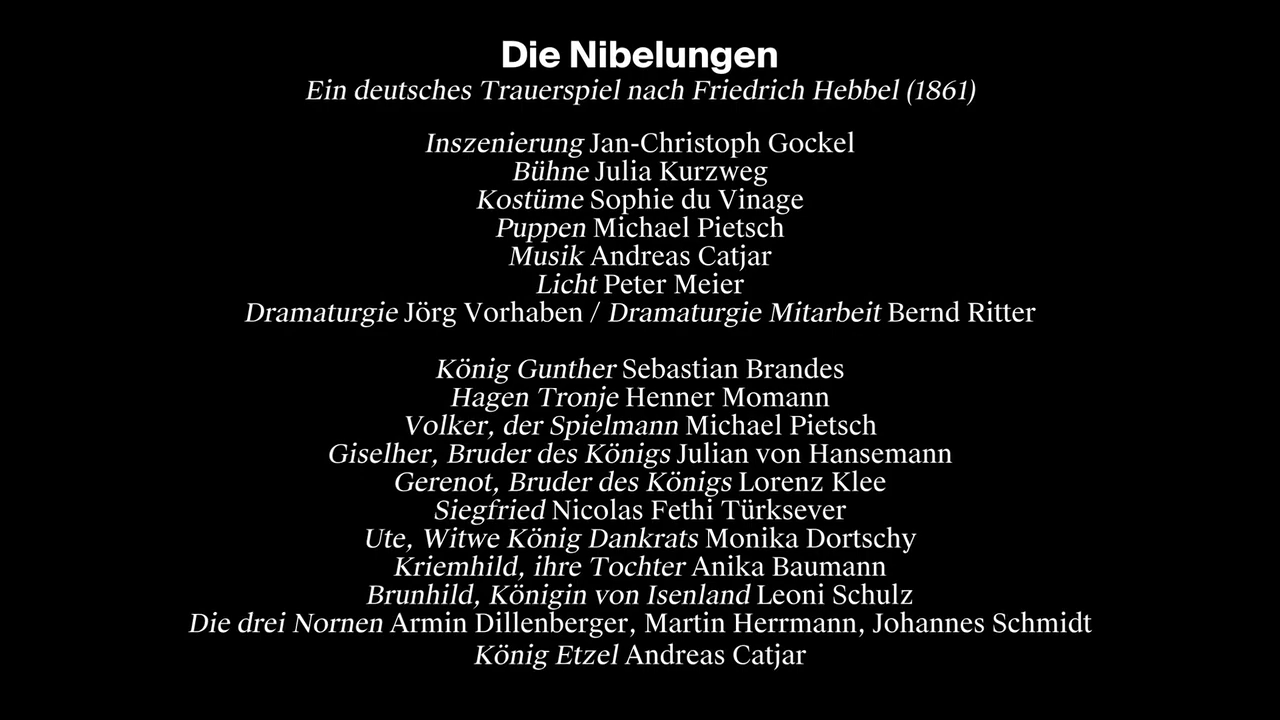 Die Nibelungen
Ein deutsches Trauerspiel nach Friedrich Hebbel (1861)
Inszenierung Jan-Christoph Gockel
Bühne Julia Kurzweg
Kostüme Sophie du Vinage
Puppen Michael Pietsch
Musik Andreas Catjar
Licht Peter Meier
Dramaturgie Jörg Vorhaben / Dramaturgie Mitarbeit Bernd Ritter
König Gunther Sebastian Brandes
Hagen Tronje Henner Momann
Volker, der Spielmann Michael Pietsch
Giselher, Bruder des Königs Julian von Hansemann
Gerenot, Bruder des Königs Lorenz Klee
Siegfried Nicolas Fethi Türksever
Ute, Witwe König Dankrats Monika Dortschy
Kriemhild, ihre Tochter Anika Baumann
Brunhild, Königin von Isenland Leoni Schulz
Die drei Nornen Armin Dillenberger, Martin Herrmann, Johannes Schmidt
König Etzel Andreas Catjar